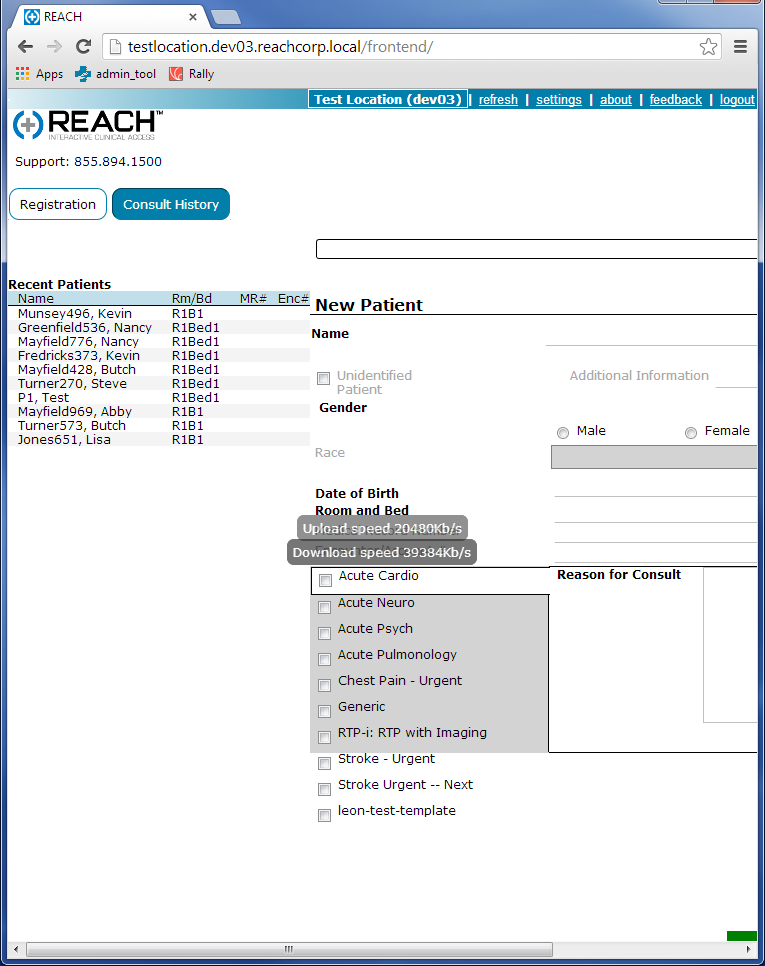 REACH
testlocation.dev03.reachcorp.local/frontend/
Apps admin_tool Rally
Test Location (dev03) | refresh | settings | about | feedback | logout
REACH™
INTERACTIVE CLINICAL ACCESS
Support: 855.894.1500
Registration Consult History
Recent Patients
Name Rm/Bd MR# Enc#
Munsey496, Kevin R1B1
Greenfield536, Nancy R1Bed1
Mayfield776, Nancy R1Bed1
Fredricks373, Kevin R1Bed1
Mayfield428, Butch R1Bed1
Turner270, Steve R1Bed1
P1, Test R1Bed1
Mayfield969, Abby R1B1
Turner573, Butch R1B1
Jones651, Lisa R1B1
New Patient
Name
Unidentified Patient Additional Information
Gender
Male Female
Race
Date of Birth
Room and Bed
Upload speed 20480Kb/s
Download speed 39384Kb/s
Acute Cardio
Acute Neuro
Acute Psych
Acute Pulmonology
Chest Pain - Urgent
Generic
RTP-i: RTP with Imaging
Stroke - Urgent
Stroke Urgent -- Next
leon-test-template
Reason for Consult